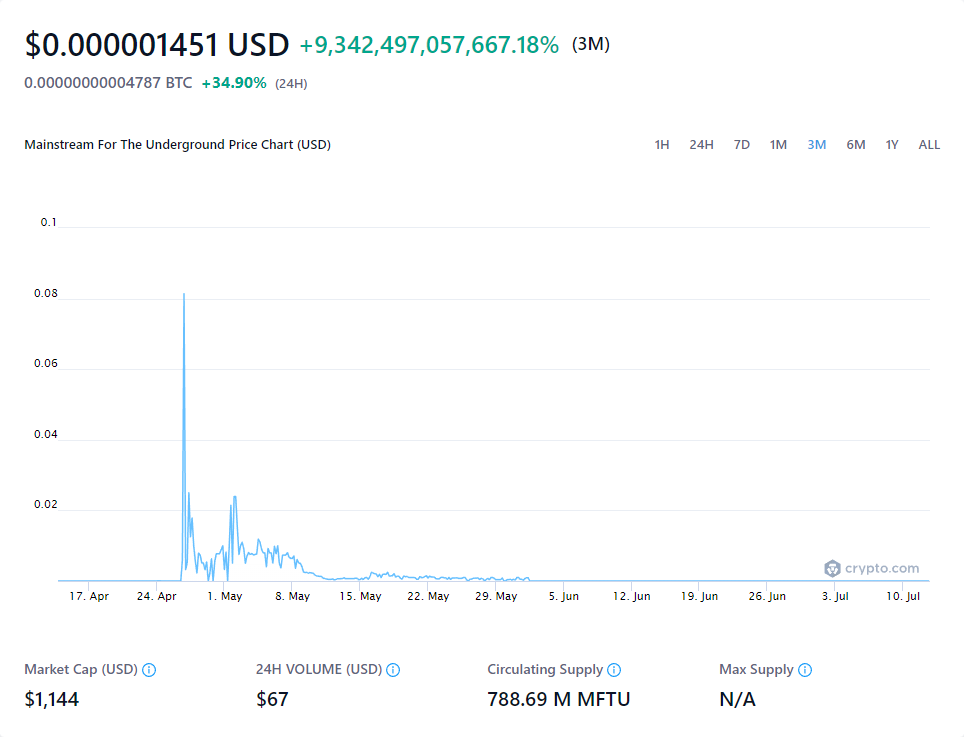 $0.000001451 USD +9,342,497,057,667.18% (3M)
0.00000000004787 BTC +34.90% (24H)
Mainstream For The Underground Price Chart (USD) 1H 24H 7D 1M 3M 6M 1Y ALL
0.1
0.08
0.06
0.04
0.02
crypto.com
17. Apr 24. Apr 1. May 8. May 15. May 22. May 29. May 5. Jun 12. Jun 19. Jun 26. Jun 3. Jul 10. Jul
Market Cap (USD) 24H VOLUME (USD) Circulating Supply Max Supply
$1,144 $67 788.69 M MFTU N/A